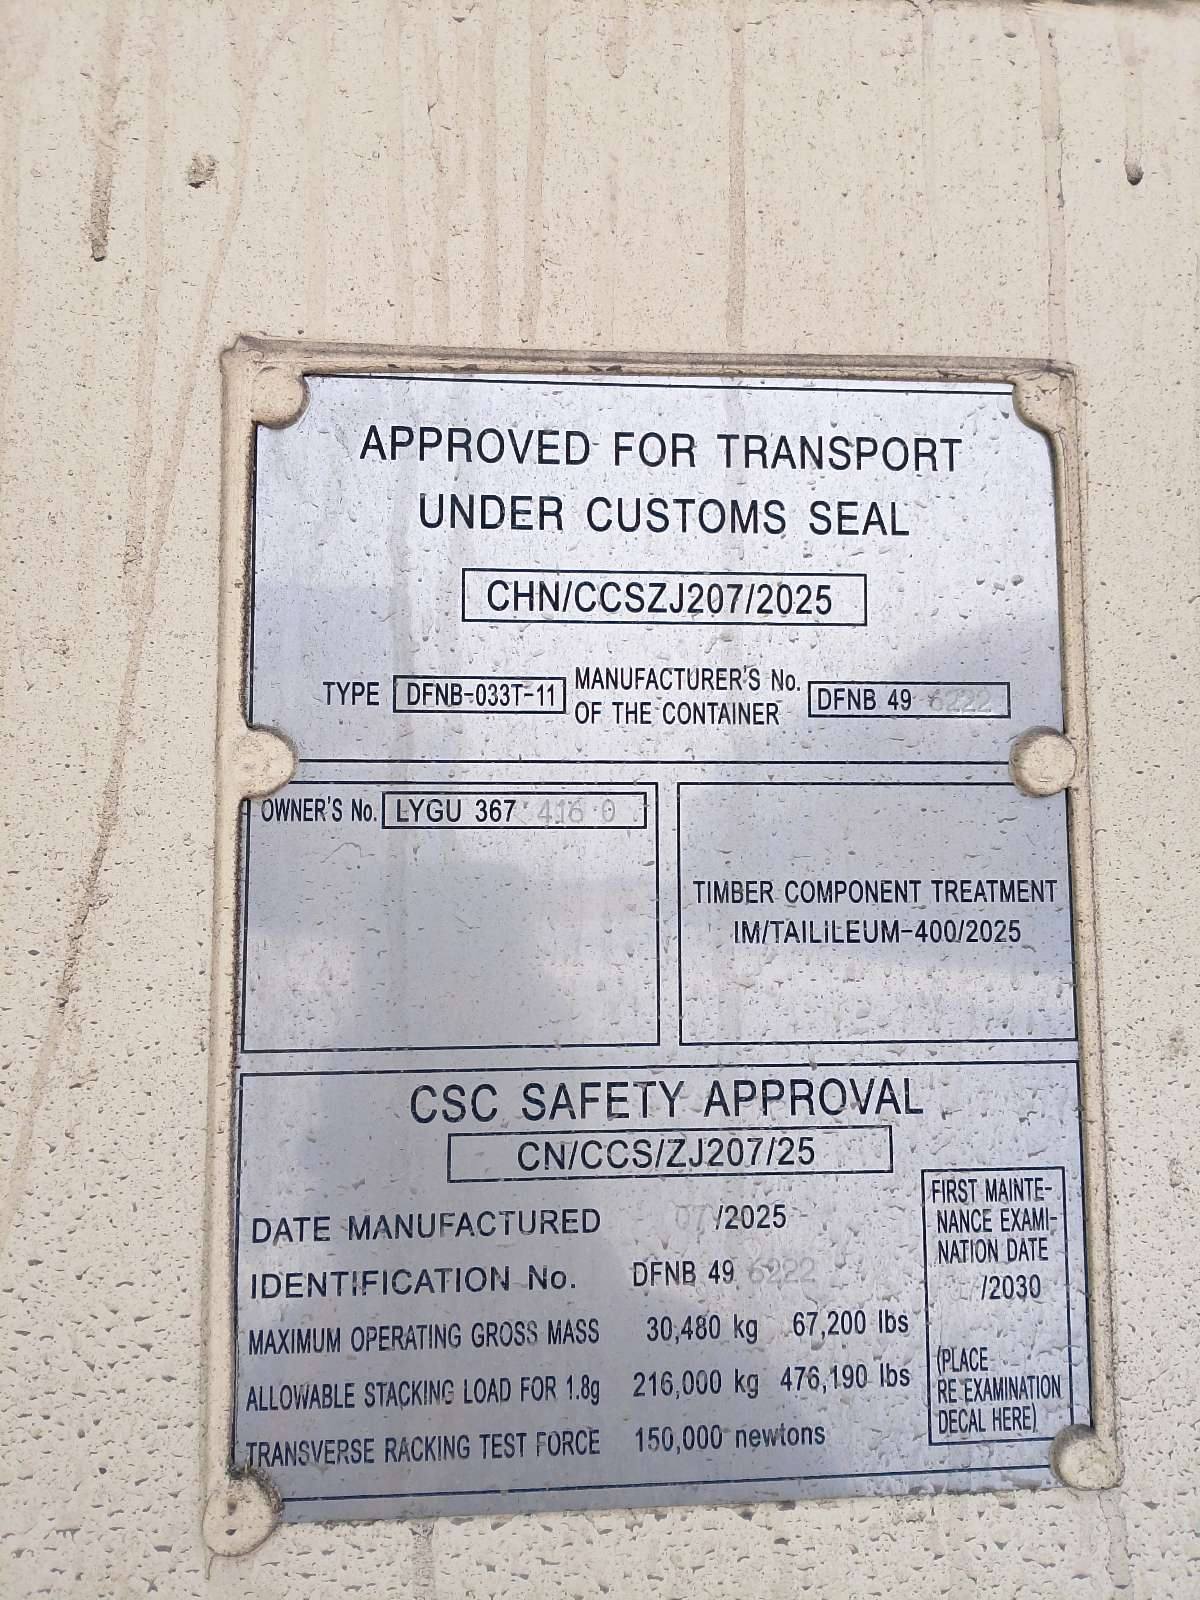 APPROVED FOR TRANSPORT
UNDER CUSTOMS SEAL
CHN/CCSZJ207/2025
TYPE DFNB-033T-11 MANUFACTURER'S No. OF THE CONTAINER DFNB 49 6222
OWNER'S No. LYGU 367 416 0
TIMBER COMPONENT TREATMENT
IM/TAILILEUM-400/2025
CSC SAFETY APPROVAL
CN/CCS/ZJ207/25
DATE MANUFACTURED 07/2025
IDENTIFICATION No. DFNB 49 6222
MAXIMUM OPERATING GROSS MASS 30,480 kg 67,200 lbs
ALLOWABLE STACKING LOAD FOR 1.8g 216,000 kg 476,190 lbs
TRANSVERSE RACKING TEST FORCE 150,000 newtons
FIRST MAINTE-
NANCE EXAMI-
NATION DATE
/2030
(PLACE
RE-EXAMINATION
DECAL HERE)